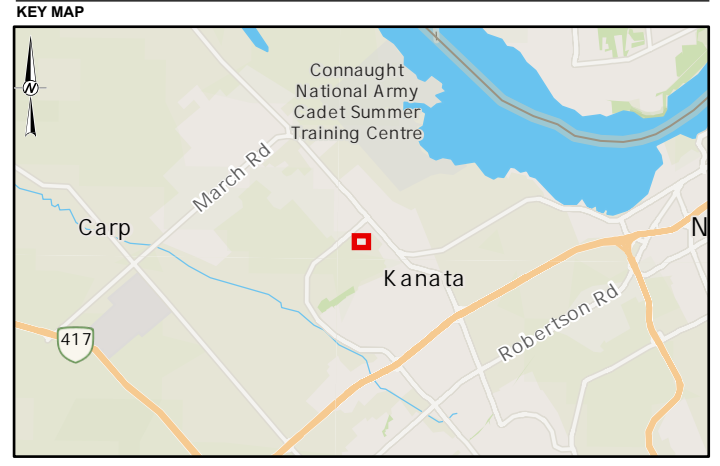 KEY MAP
N
Connaught
National Army
Cadet Summer
Training Centre
March Rd
Carp
N
Kanata
Robertson Rd
417